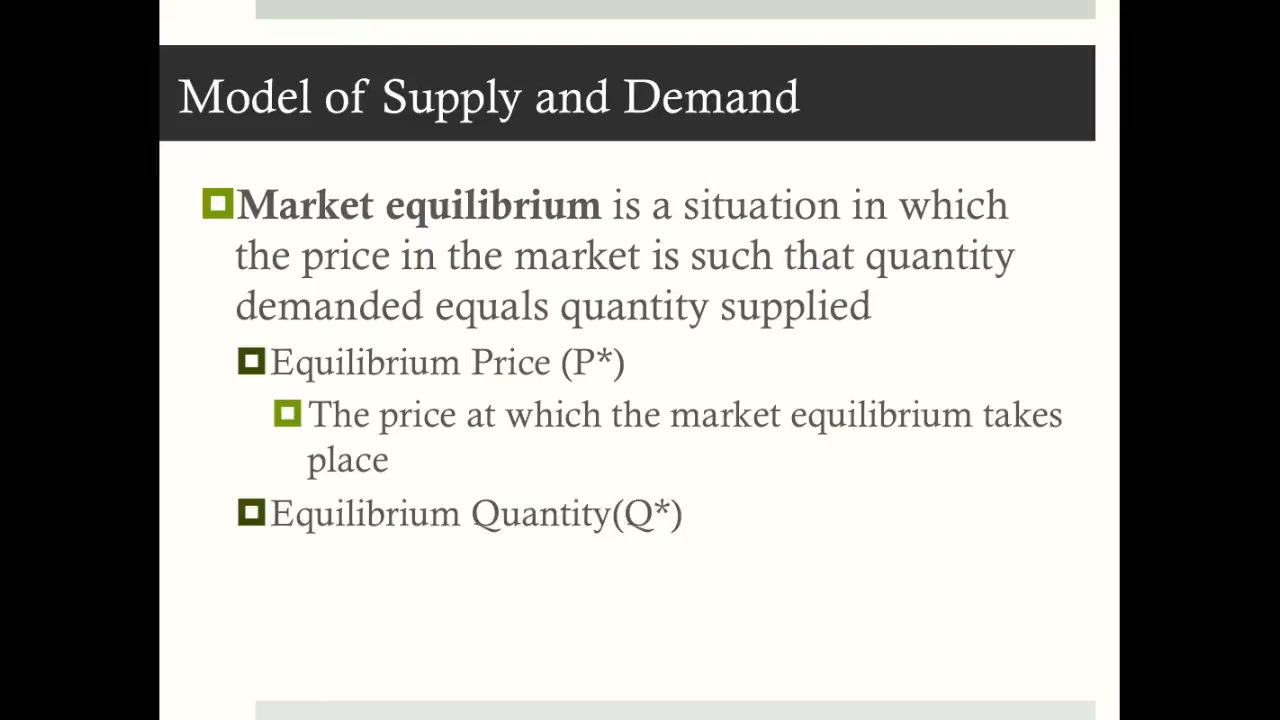 Model of Supply and Demand
Market equilibrium is a situation in which
the price in the market is such that quantity
demanded equals quantity supplied
Equilibrium Price (P*)
The price at which the market equilibrium takes
place
Equilibrium Quantity(Q*)